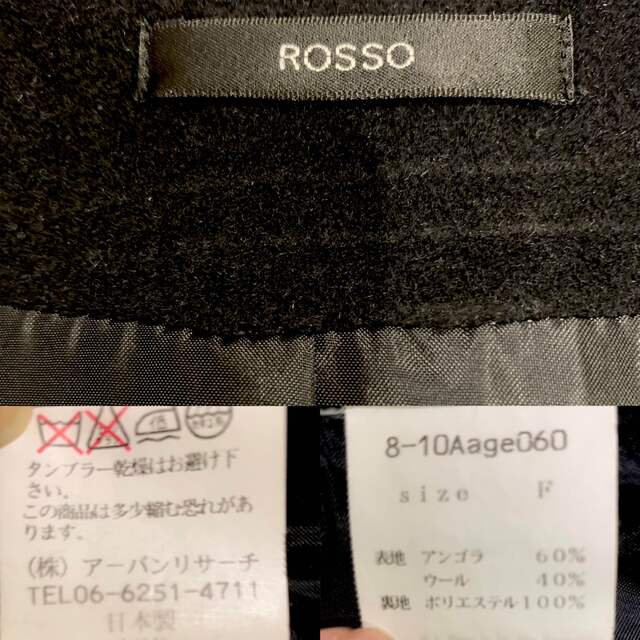 ROSSO
タンブラー乾燥はお避け下
さい。
この商品は多少縮む恐れがあ
ります。
(株) アーバンリサーチ
TEL06-6251-4711
日本製
8-10Aage060
size F
表地 アンゴラ 60%
ウール 40%
裏地 ポリエステル100%